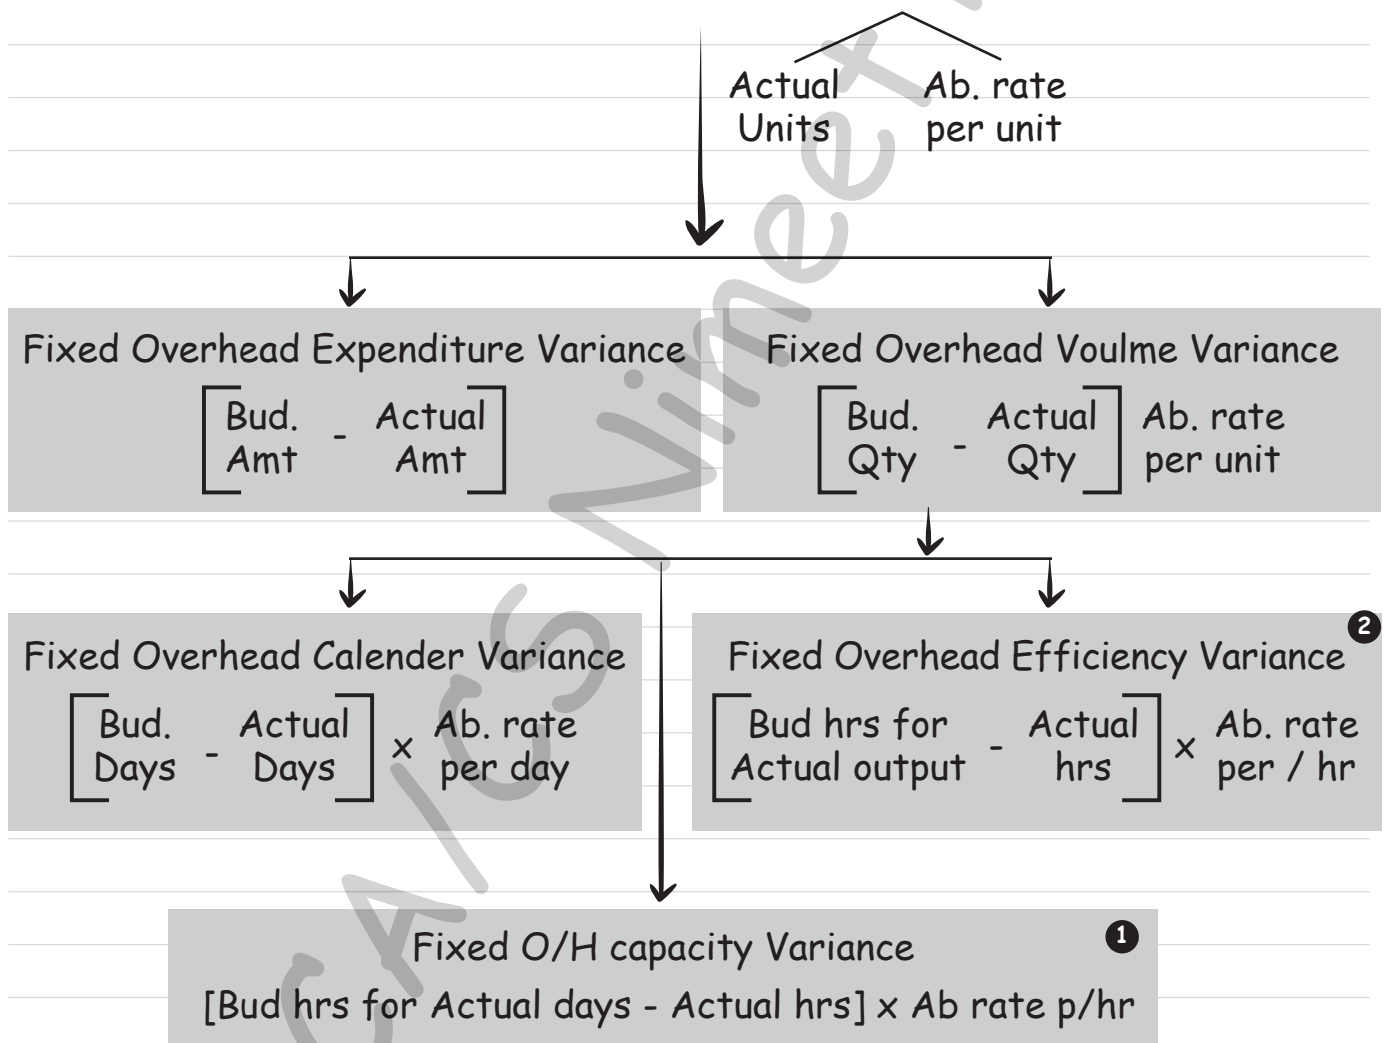 Actual Ab. rate
Units per unit
Fixed Overhead Expenditure Variance
Bud. - Actual
Amt Amt
Fixed Overhead Voulme Variance
Bud. - Actual Ab. rate
Qty Qty per unit
Fixed Overhead Calender Variance
Bud. - Actual x Ab. rate
Days Days per day
2
Fixed Overhead Efficiency Variance
Bud hrs for - Actual x Ab. rate
Actual output hrs per / hr
Fixed O/H capacity Variance 1
[Bud hrs for Actual days - Actual hrs] x Ab rate p/hr
CA/CS Nimeet